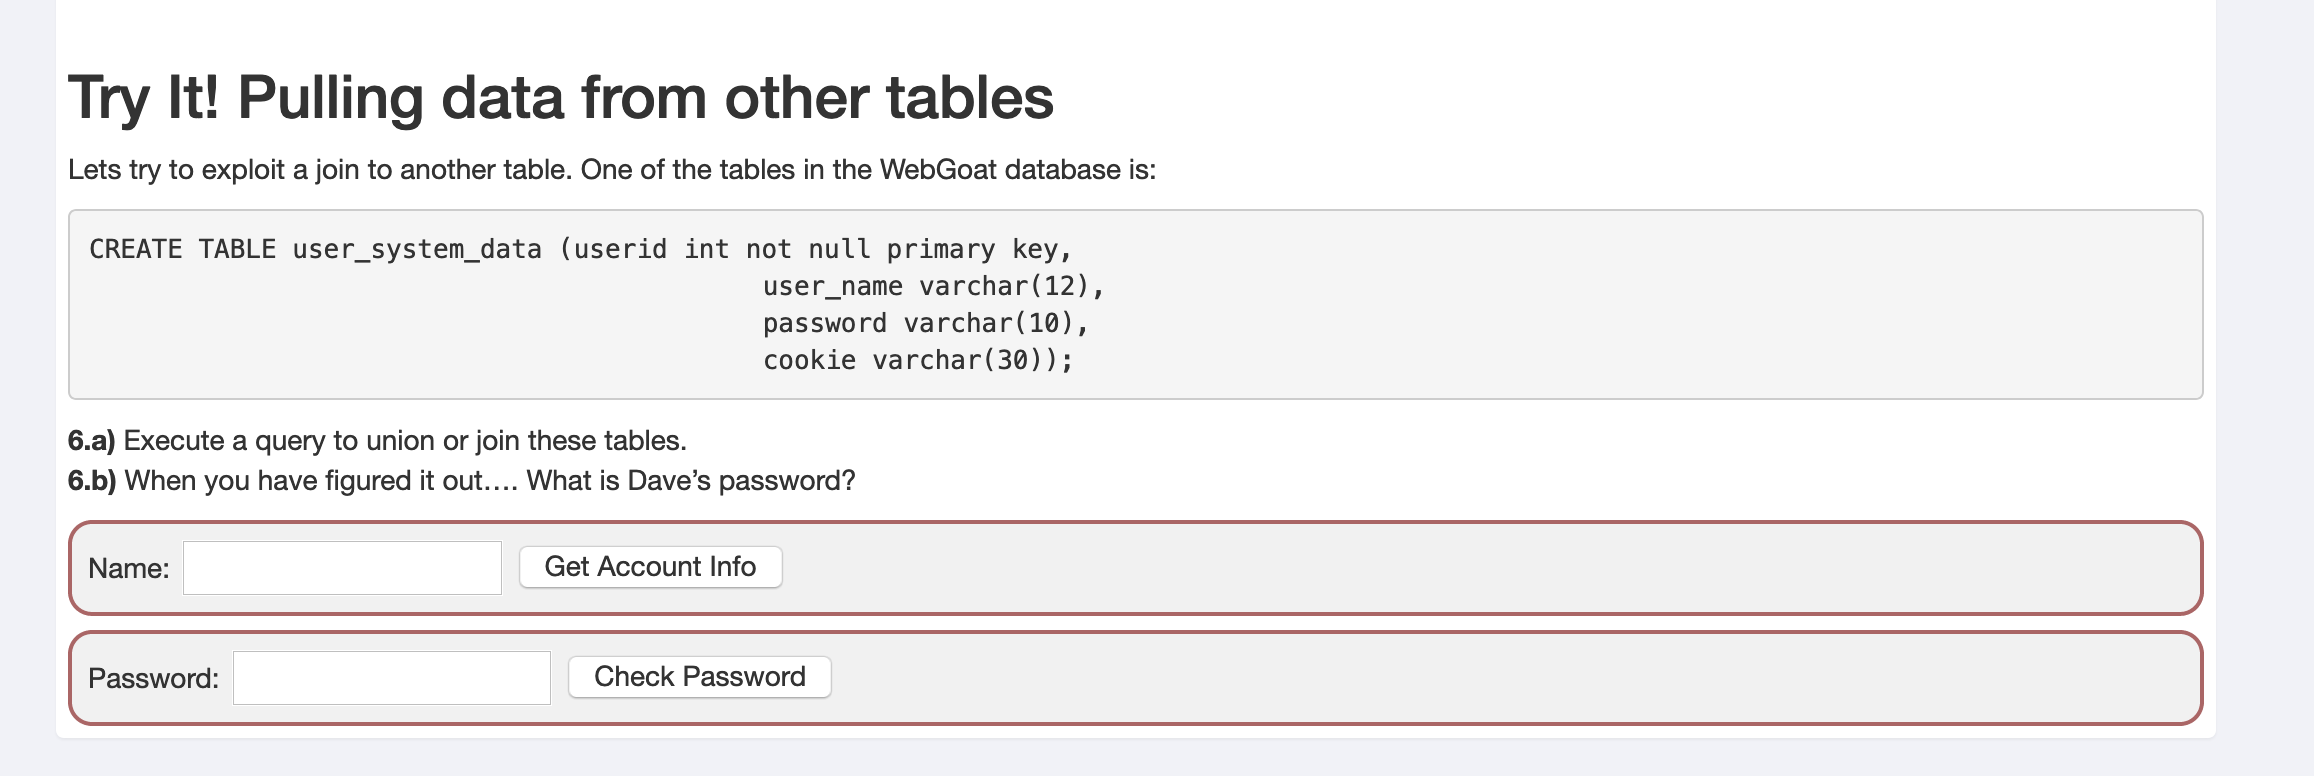 Try It! Pulling data from other tables
Lets try to exploit a join to another table. One of the tables in the WebGoat database is:
CREATE TABLE user_system_data (userid int not null primary key,
user_name varchar(12),
password varchar(10),
cookie varchar(30));
6.a) Execute a query to union or join these tables.
6.b) When you have figured it out…. What is Dave’s password?
Name: Get Account Info
Password: Check Password